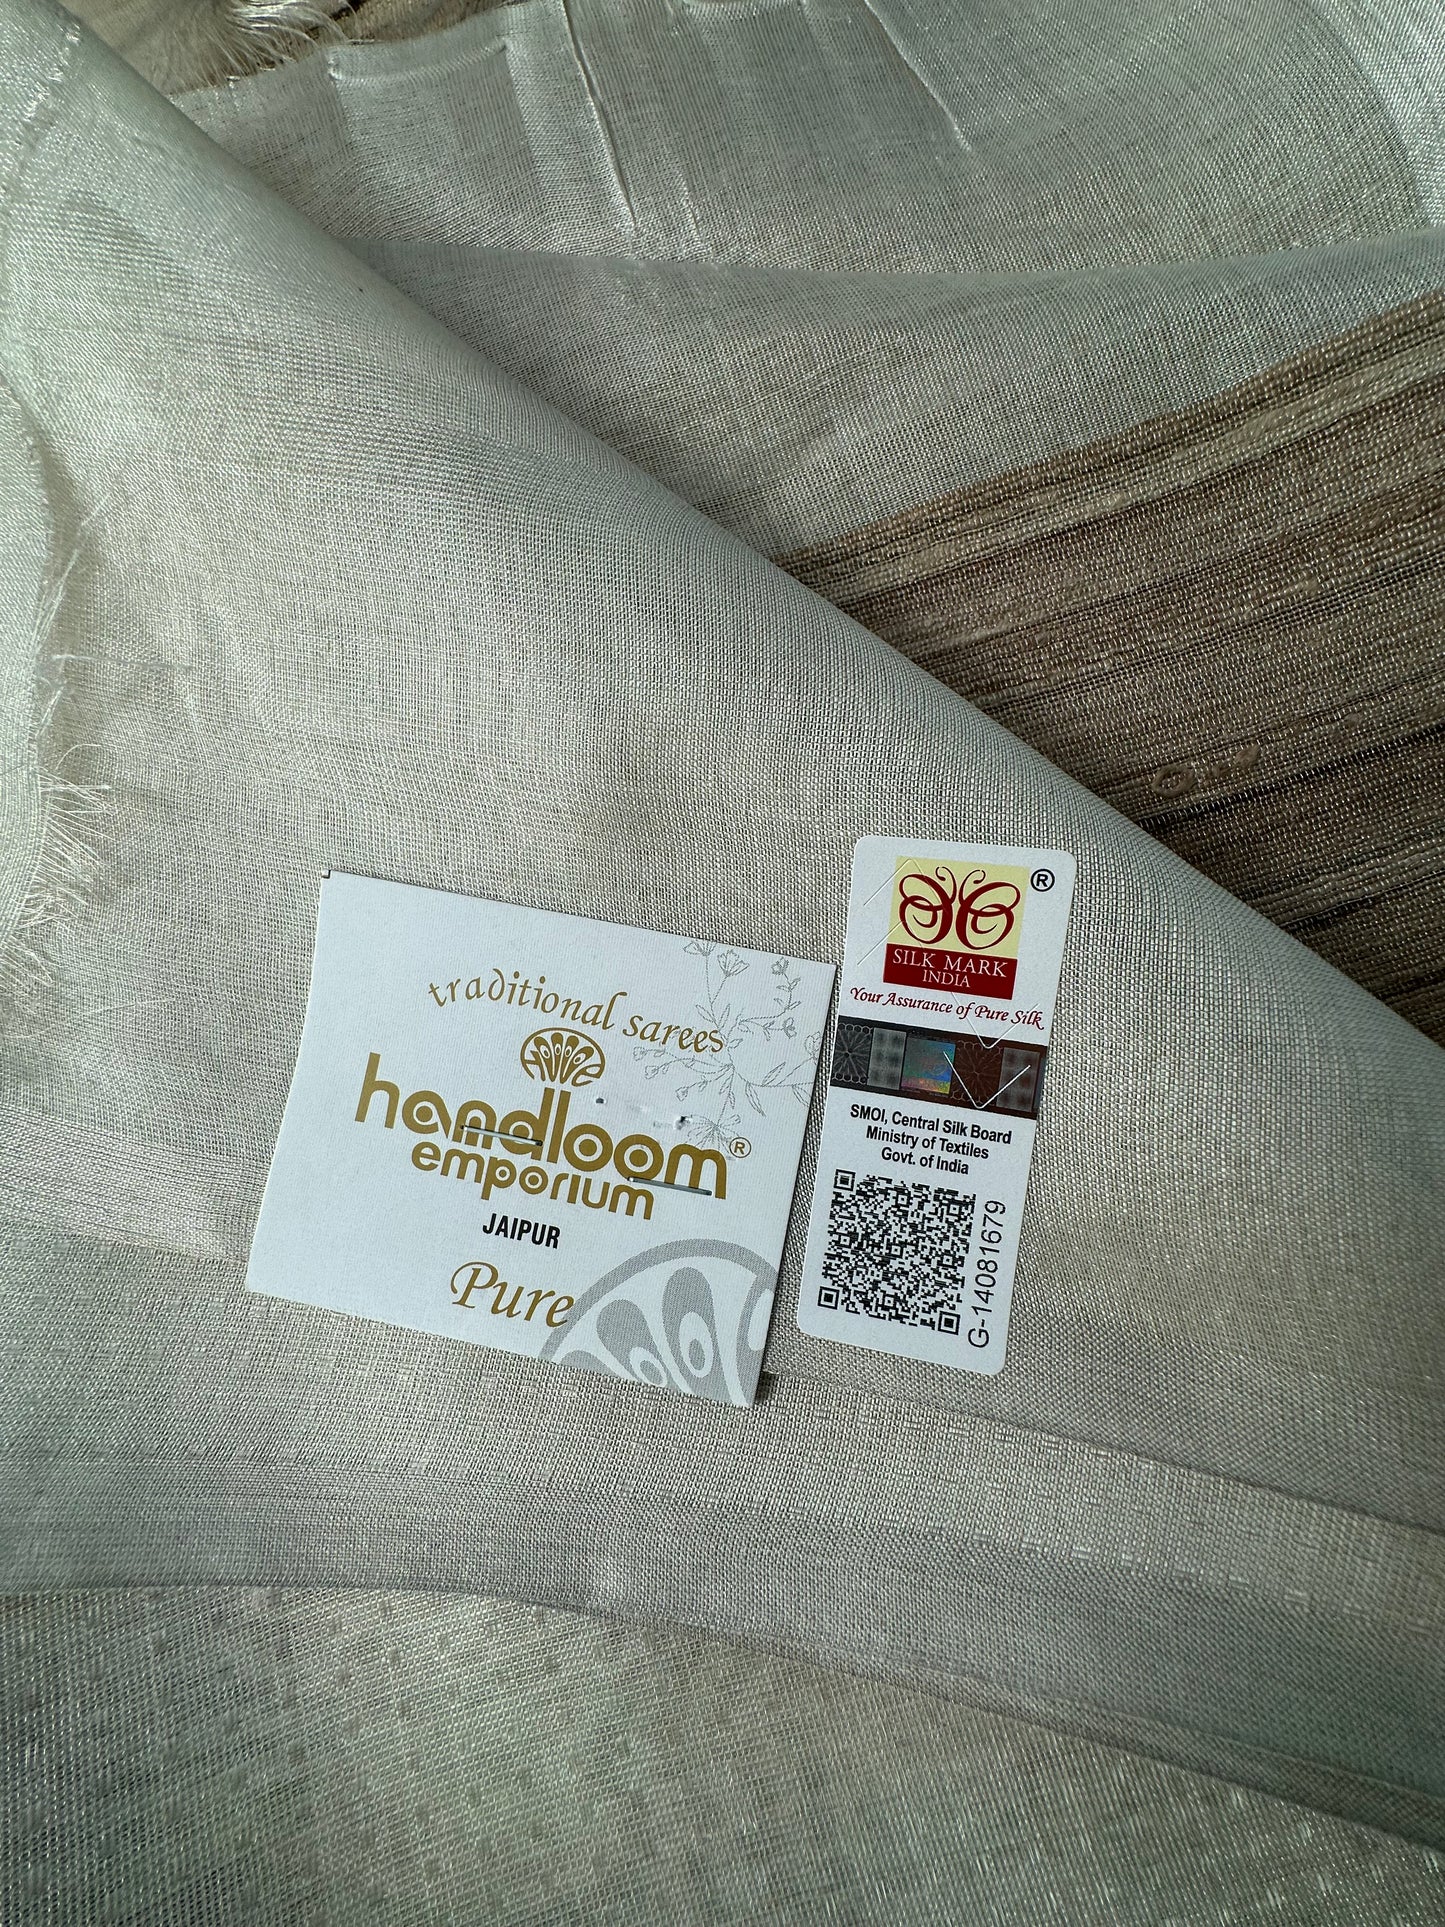 traditional sarees
handloom®
emporium
JAIPUR
Pure
®
SILK MARK
INDIA
Your Assurance of Pure Silk
SMOI, Central Silk Board
Ministry of Textiles
Govt. of India
G-14081679